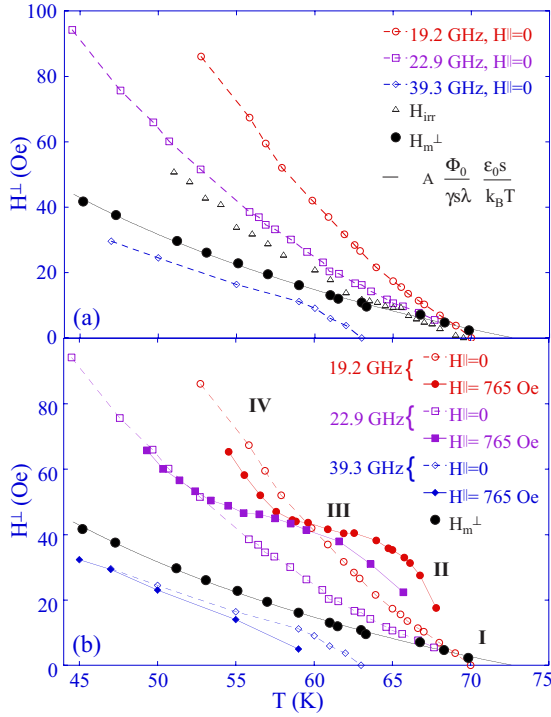 100
80
60
40
20
0
H⊥ (Oe)
19.2 GHz, H∥=0
22.9 GHz, H∥=0
39.3 GHz, H∥=0
Hirr
Hm⊥
A Φ0/γsλ ε0s/kBT
(a)
80
60
40
20
0
H⊥ (Oe)
19.2 GHz { H∥=0
H∥= 765 Oe
22.9 GHz { H∥=0
H∥= 765 Oe
39.3 GHz { H∥=0
H∥= 765 Oe
Hm⊥
IV
III
II
I
(b)
45 50 55 60 65 70 75
T (K)